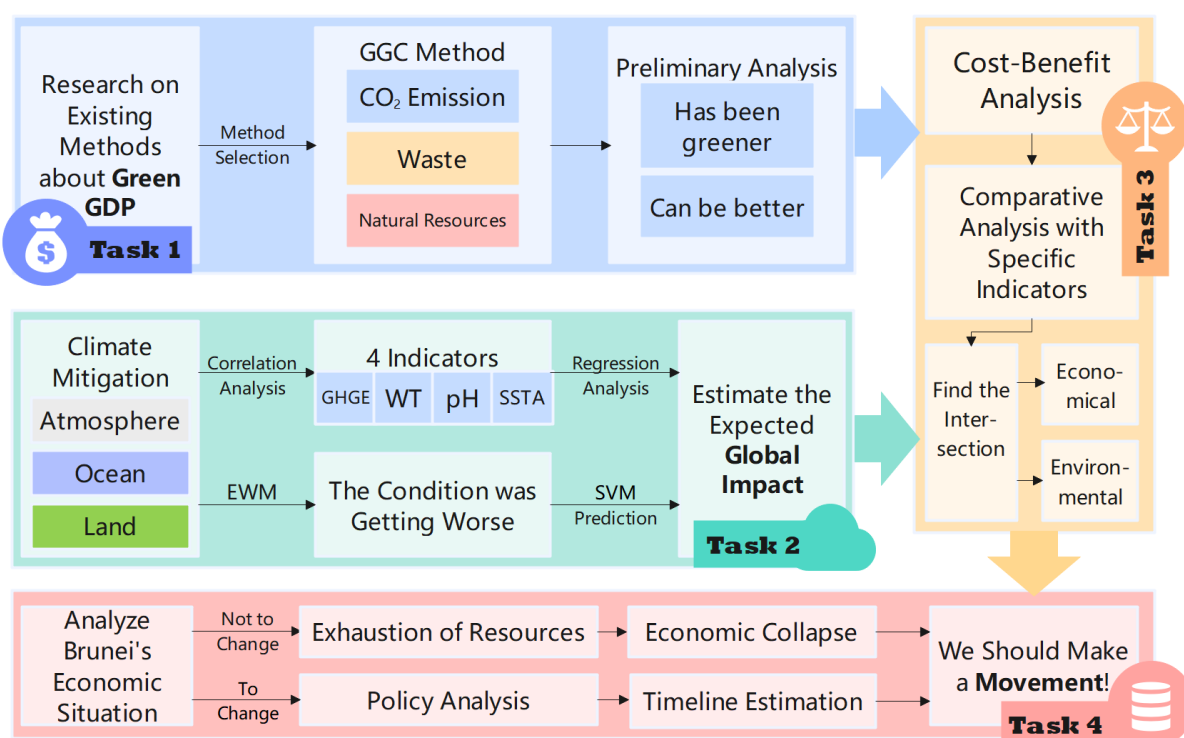 Research on
Existing
Methods
about Green
GDP
Task 1
Method
Selection
GGC Method
CO₂ Emission
Waste
Natural Resources
Preliminary Analysis
Has been
greener
Can be better
Cost-Benefit
Analysis
Task 3
Comparative
Analysis with
Specific
Indicators
Find the
Inter-
section
Econo-
mical
Environ-
mental
Climate
Mitigation
Atmosphere
Ocean
Land
Correlation
Analysis
EWM
4 Indicators
GHGE WT pH SSTA
The Condition was
Getting Worse
Regression
Analysis
SVM
Prediction
Estimate the
Expected
Global
Impact
Task 2
Analyze
Brunei's
Economic
Situation
Not to
Change
To
Change
Exhaustion of Resources
Economic Collapse
Policy Analysis
Timeline Estimation
We Should Make
a Movement!
Task 4